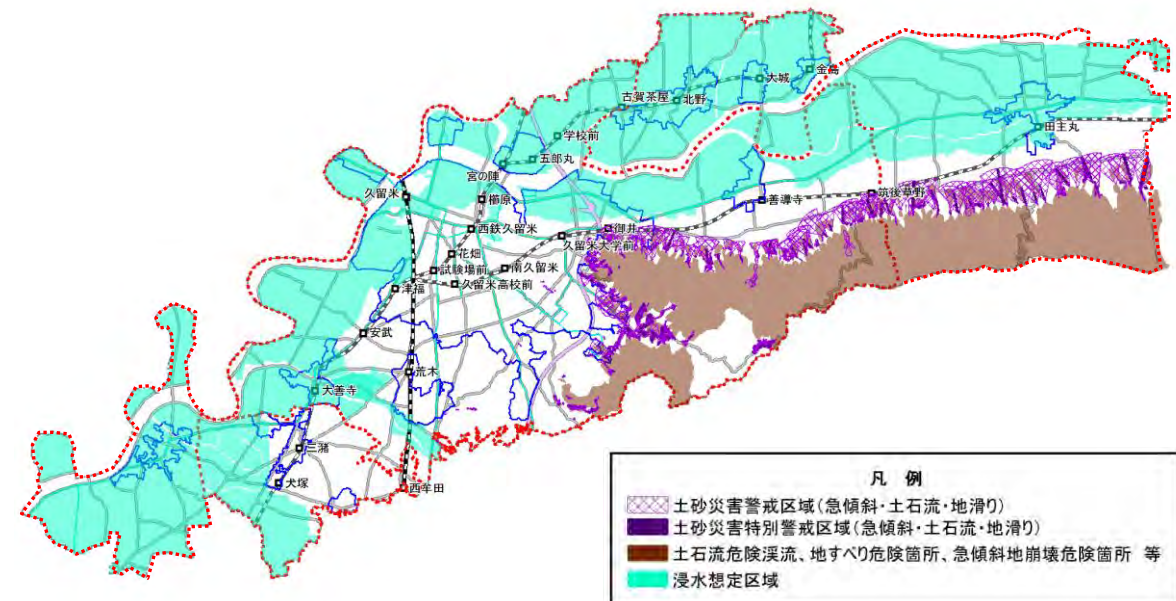 金島
大城
古賀茶屋
北野
学校前
田主丸
五郎丸
宮の陣
久留米
櫛原
筑後草野
善導寺
西鉄久留米
御井
久留米大学前
花畑
試験場前
南久留米
久留米高校前
津福
安武
荒木
大善寺
三潴
犬塚
西牟田
凡 例
土砂災害警戒区域(急傾斜・土石流・地滑り)
土砂災害特別警戒区域(急傾斜・土石流・地滑り)
土石流危険渓流、地すべり危険箇所、急傾斜地崩壊危険箇所 等
浸水想定区域